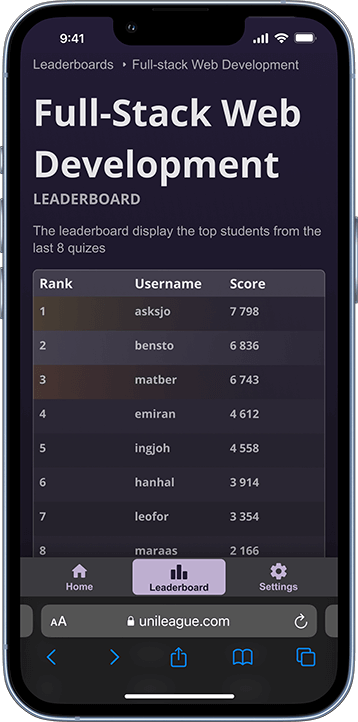 9:41
Leaderboards ‣ Full-stack Web Development
Full-Stack Web
Development
LEADERBOARD
The leaderboard display the top students from the
last 8 quizes
Rank Username Score
1 asksjo 7 798
2 bensto 6 836
3 matber 6 743
4 emiran 4 612
5 ingjoh 4 558
6 hanhal 3 914
7 leofor 3 354
8 maraas 2 166
Home Leaderboard Settings
AA unileague.com